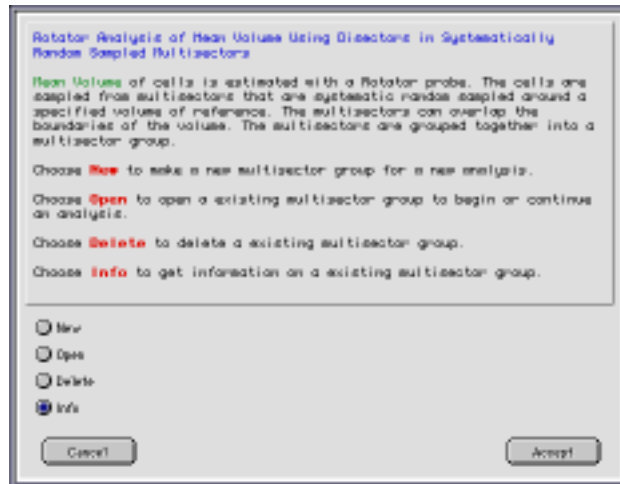 Rotator Analysis of Mean Volume Using Disectors in Systematically
Random Sampled Multisectors
Mean Volume of cells is estimated with a Rotator probe. The cells are
sampled from multisectors that are systematic random sampled around a
specified volume of reference. The multisectors can overlap the
boundaries of the volume. The multisectors are grouped together into a
multisector group.
Choose New to make a new multisector group for a new analysis.
Choose Open to open a existing multisector group to begin or continue
an analysis.
Choose Delete to delete a existing multisector group.
Choose Info to get information on a existing multisector group.
New
Open
Delete
Info
Cancel
Accept